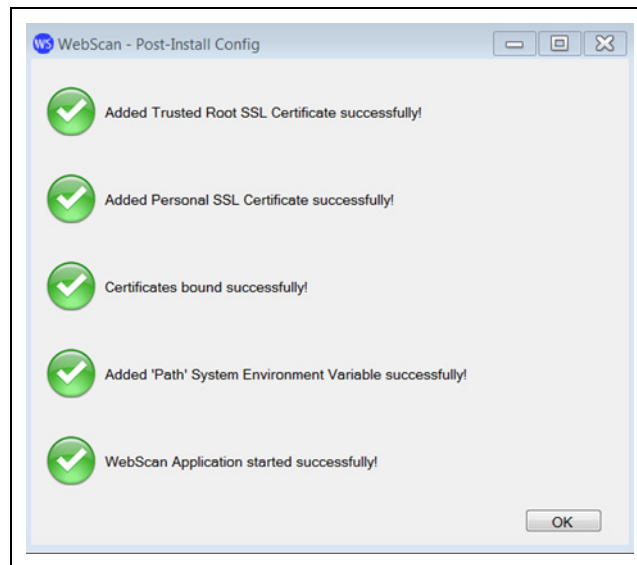 WS WebScan - Post-Install Config
Added Trusted Root SSL Certificate successfully!
Added Personal SSL Certificate successfully!
Certificates bound successfully!
Added 'Path' System Environment Variable successfully!
WebScan Application started successfully!
OK